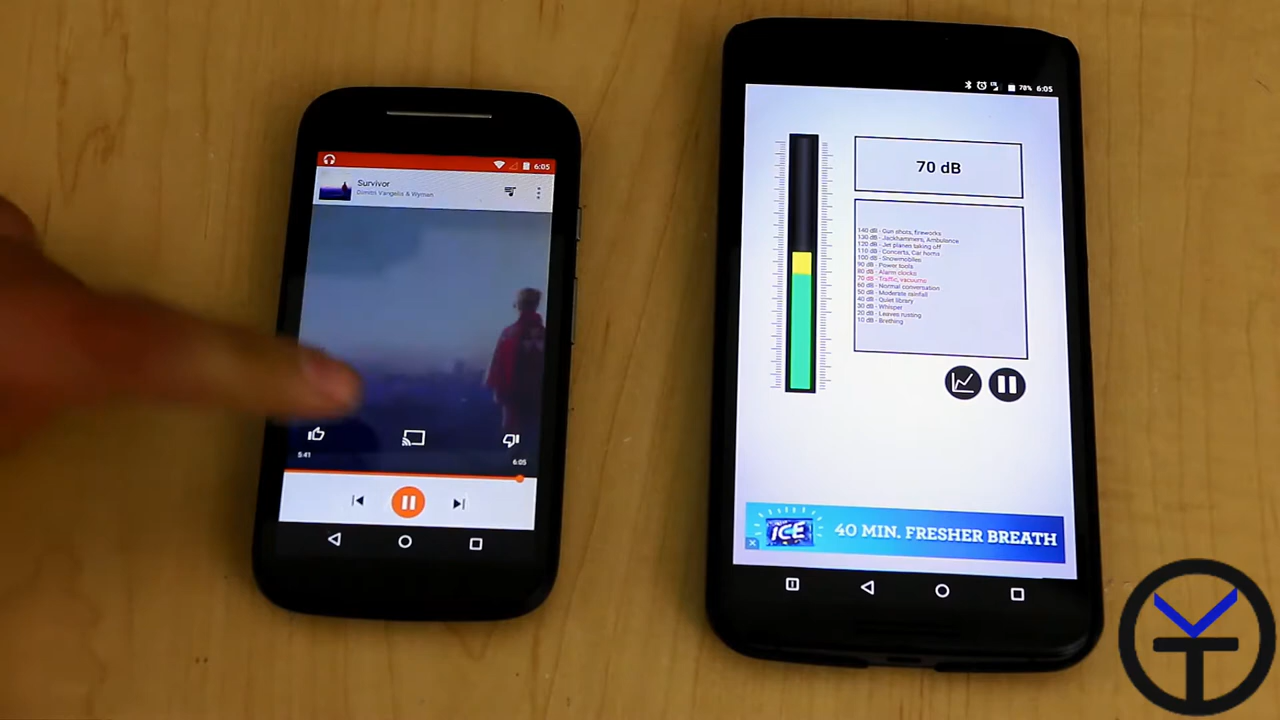 6:05
Survivor
Dimitri Vangelis & Wyman
5:41
6:05
78% 6:05
70 dB
140 dB - Gun shots, fireworks
130 dB - Jackhammers, Ambulance
120 dB - Jet planes taking off
110 dB - Concerts, Car horns
100 dB - Snowmobiles
90 dB - Power tools
80 dB - Alarm clocks
70 dB - Traffic, vacuums
60 dB - Normal conversation
50 dB - Moderate rainfall
40 dB - Quiet library
30 dB - Whisper
20 dB - Leaves rusting
10 dB - Brething
ICE
40 MIN. FRESHER BREATH